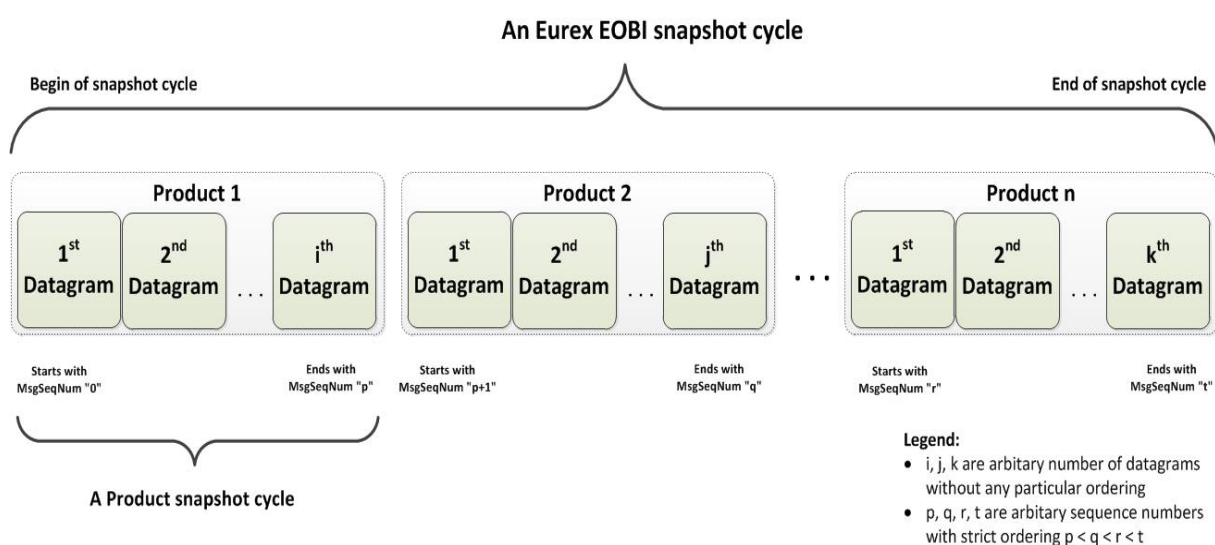 An Eurex EOBI snapshot cycle
Begin of snapshot cycle
End of snapshot cycle
Product 1
1st
Datagram
2nd
Datagram
. . .
ith
Datagram
Product 2
1st
Datagram
2nd
Datagram
. . .
jth
Datagram
. . .
Product n
1st
Datagram
2nd
Datagram
. . .
kth
Datagram
Starts with
MsgSeqNum "0"
Ends with
MsgSeqNum "p"
Starts with
MsgSeqNum "p+1"
Ends with
MsgSeqNum "q"
Starts with
MsgSeqNum "r"
Ends with
MsgSeqNum "t"
A Product snapshot cycle
Legend:
• i, j, k are arbitary number of datagrams
without any particular ordering
• p, q, r, t are arbitary sequence numbers
with strict ordering p < q < r < t